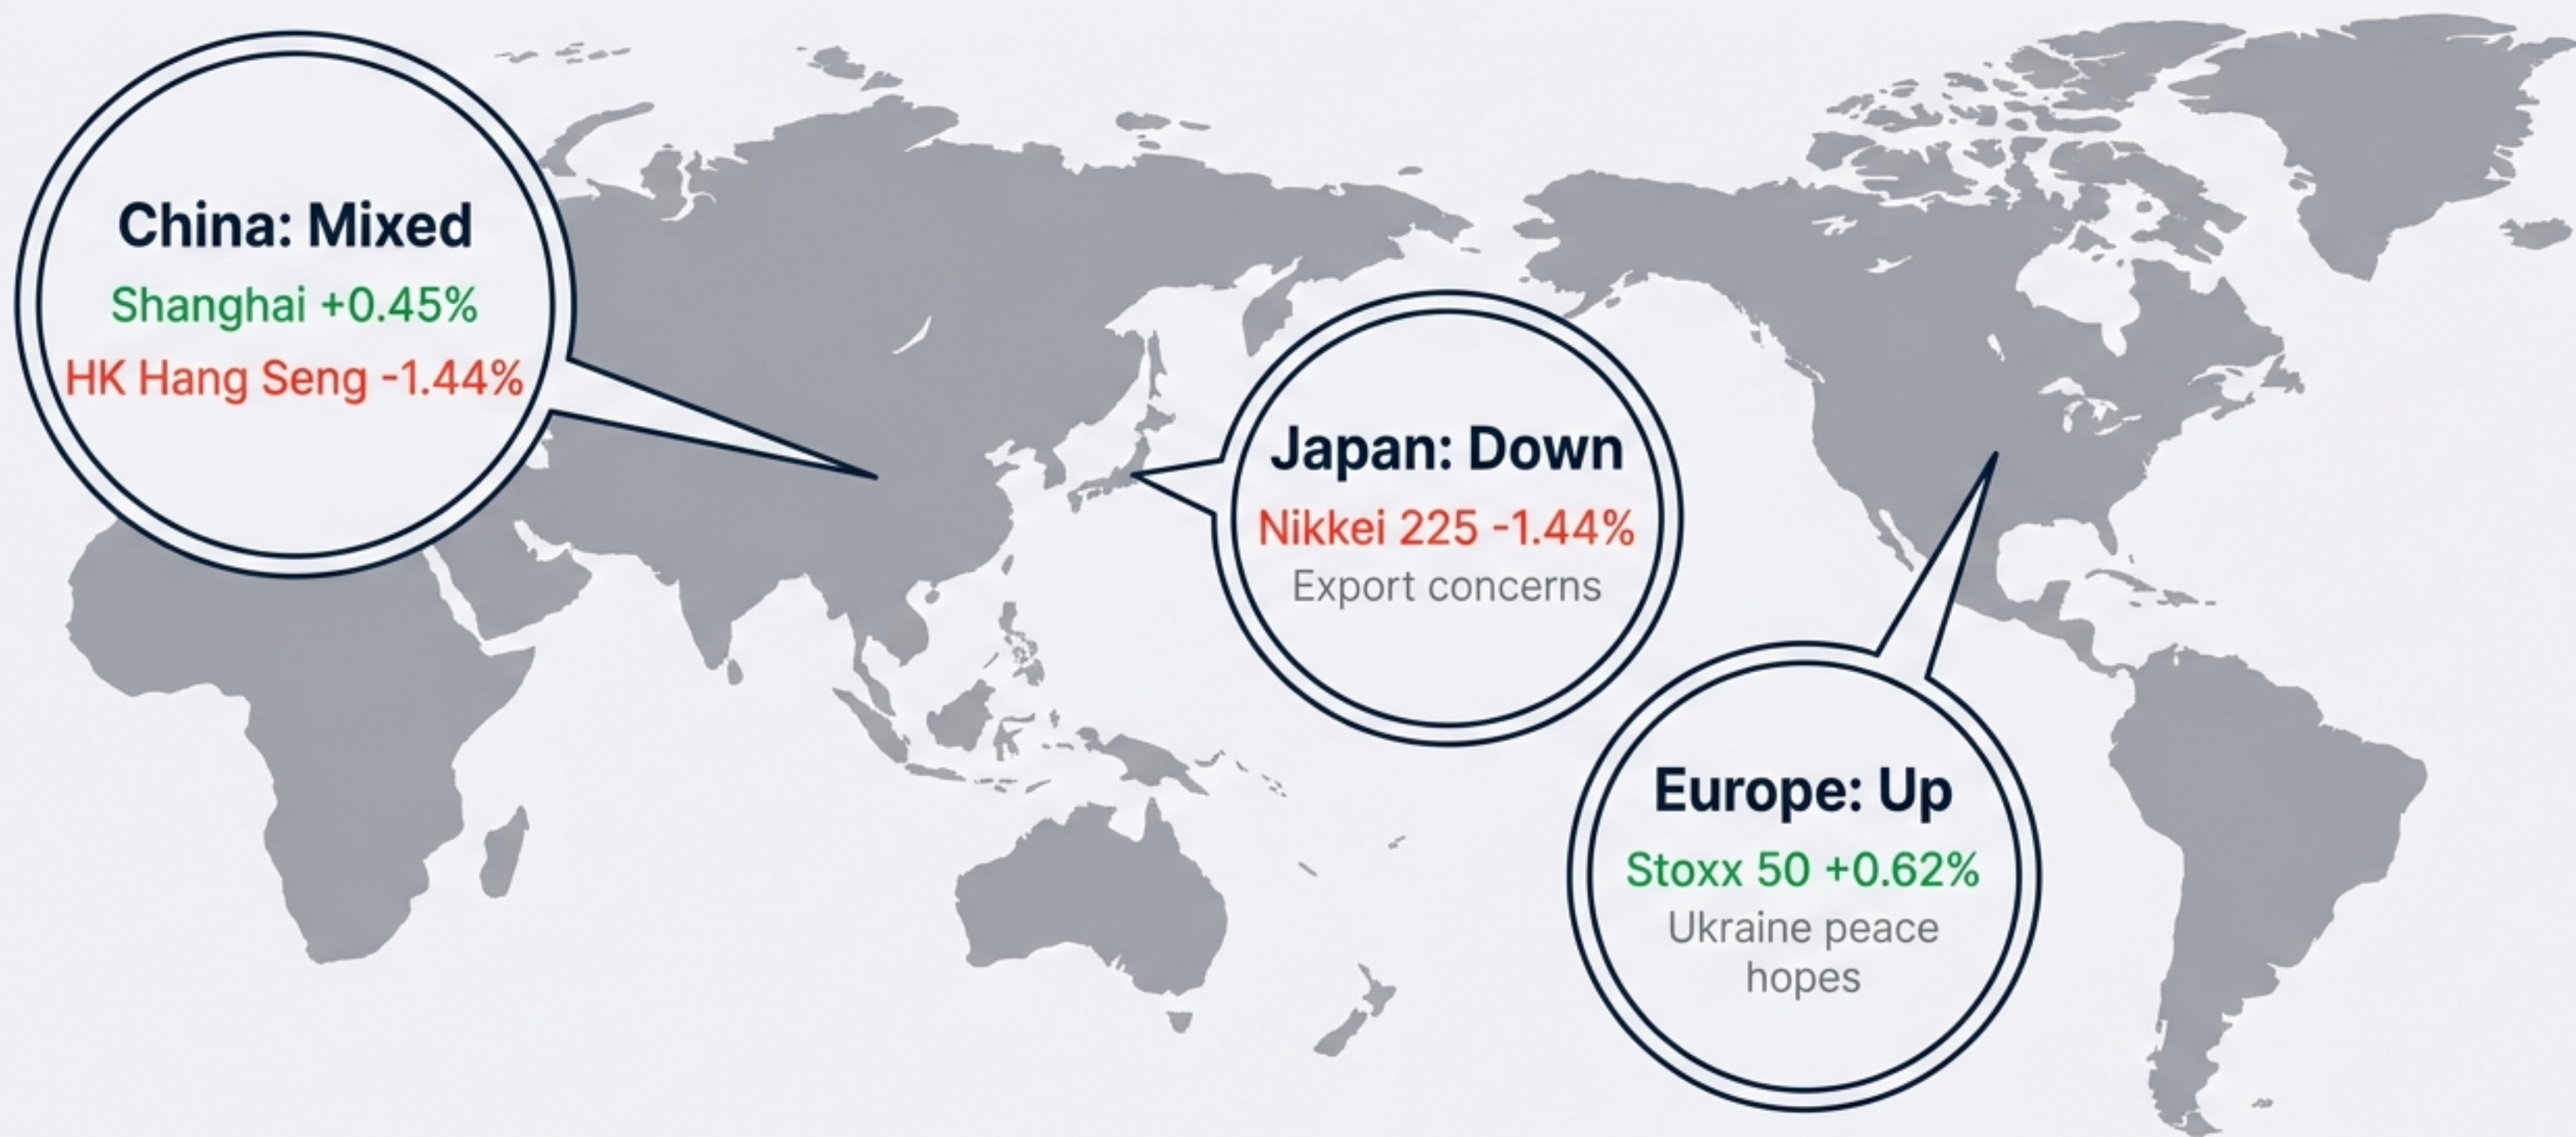 China: Mixed
Shanghai +0.45%
HK Hang Seng -1.44%
Japan: Down
Nikkei 225 -1.44%
Export concerns
Europe: Up
Stoxx 50 +0.62%
Ukraine peace
hopes